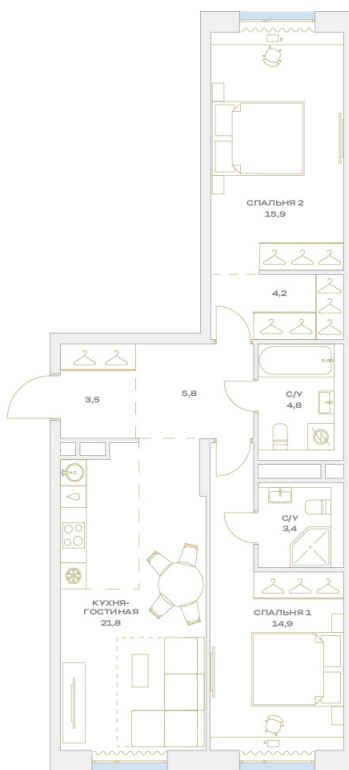 СПАЛЬНЯ 2
15,9
4,2
3,5
5,8
С/У
4,8
С/У
3,4
КУХНЯ-
ГОСТИНАЯ
21,8
СПАЛЬНЯ 1
14,9